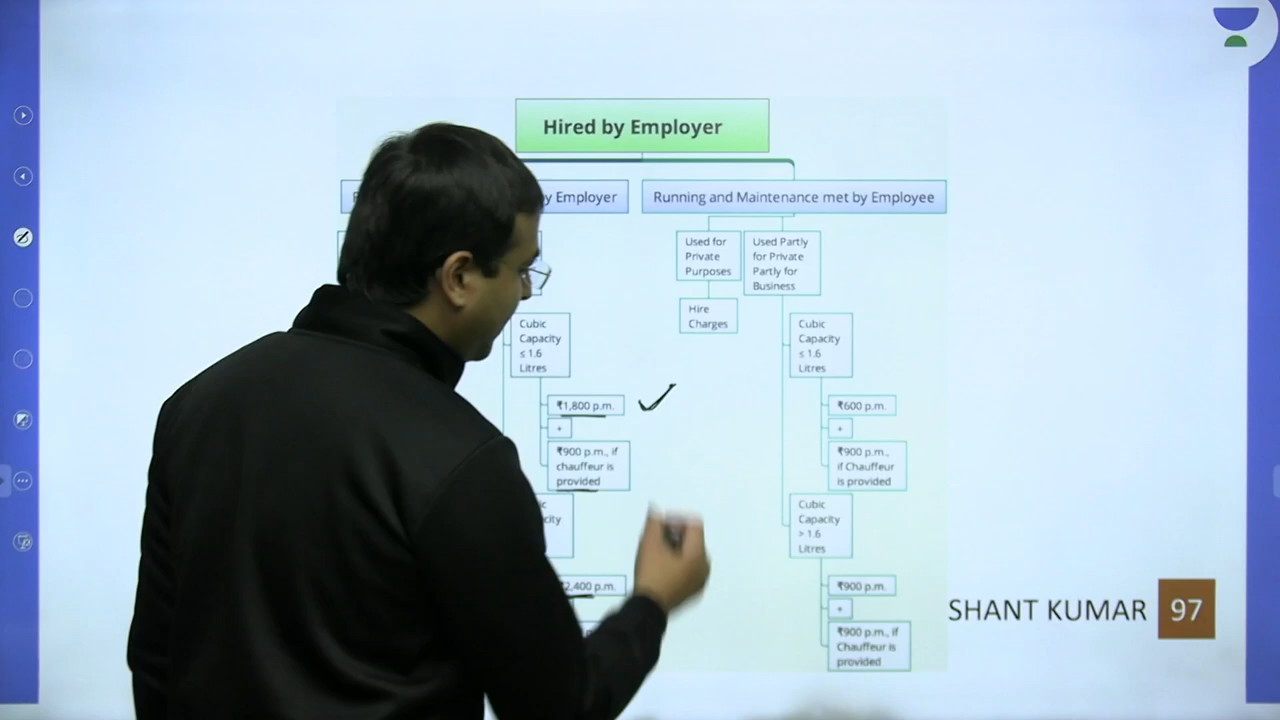 Hired by Employer
by Employer
Running and Maintenance met by Employee
Used for
Private
Purposes
Used Partly
for Private
Partly for
Business
Hire
Charges
Cubic
Capacity
≤ 1.6
Litres
₹1,800 p.m.
+
₹900 p.m., if
chauffeur is
provided
2,400 p.m.
Cubic
Capacity
≤ 1.6
Litres
₹600 p.m.
+
₹900 p.m.,
if Chauffeur
is provided
Cubic
Capacity
> 1.6
Litres
₹900 p.m.
+
₹900 p.m., if
Chauffeur is
provided
SHANT KUMAR 97